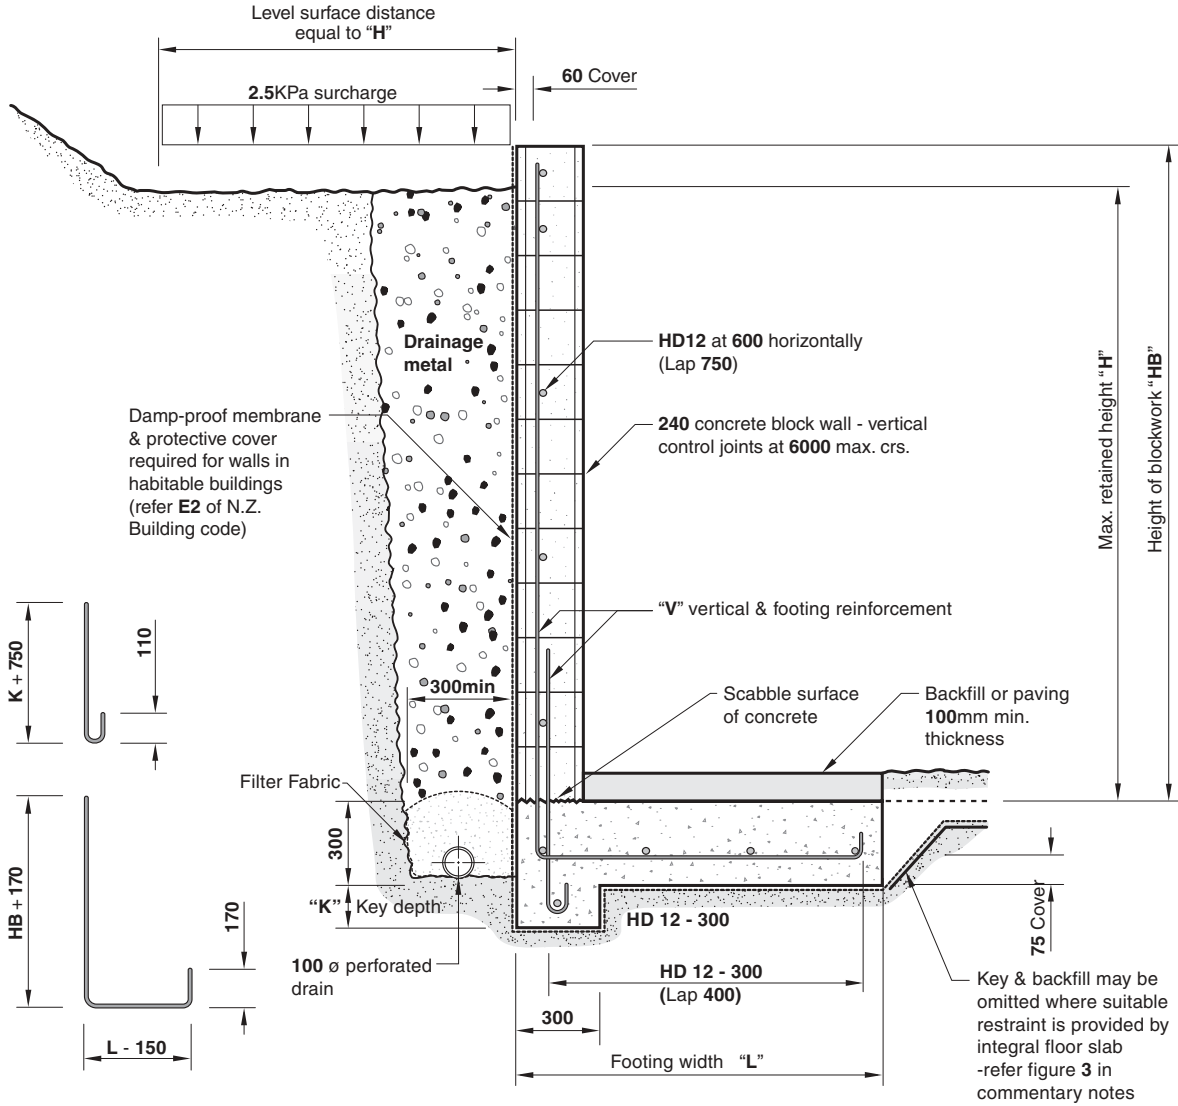 Level surface distance
equal to “H”
60 Cover
2.5KPa surcharge
Drainage
metal
HD12 at 600 horizontally
(Lap 750)
Max. retained height “H”
Height of blockwork “HB”
Damp-proof membrane
& protective cover
required for walls in
habitable buildings
(refer E2 of N.Z.
Building code)
240 concrete block wall - vertical
control joints at 6000 max. crs.
“V” vertical & footing reinforcement
K + 750
110
300min
Scabble surface
of concrete
Backfill or paving
100mm min.
thickness
Filter Fabric
300
“K” Key depth
HB + 170
170
HD 12 - 300
75 Cover
100 ø perforated
drain
HD 12 - 300
(Lap 400)
Key & backfill may be
omitted where suitable
restraint is provided by
integral floor slab
-refer figure 3 in
commentary notes
300
L - 150
Footing width “L”